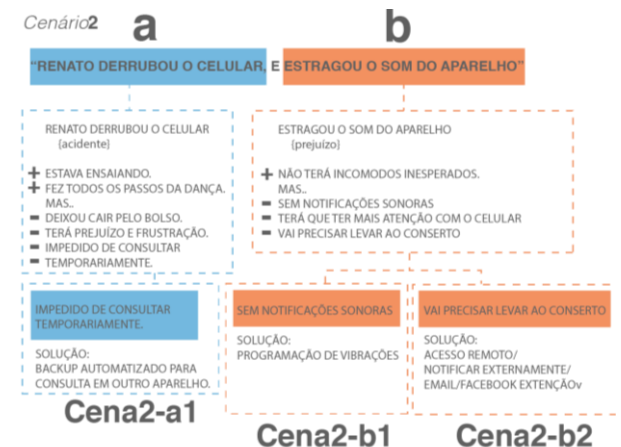 Cenário2
a
b
“RENATO DERRUBOU O CELULAR, E ESTRAGOU O SOM DO APARELHO”
RENATO DERRUBOU O CELULAR
(acidente)
+ ESTAVA ENSAIANDO.
+ FEZ TODOS OS PASSOS DA DANÇA.
MAS..
- DEIXOU CAIR PELO BOLSO.
- TERÁ PREJUÍZO E FRUSTRAÇÃO.
- IMPEDIDO DE CONSULTAR
- TEMPORARIAMENTE.
ESTRAGOU O SOM DO APARELHO
(prejuízo)
+ NÃO TERÁ INCOMODOS INESPERADOS.
MAS..
- SEM NOTIFICAÇÕES SONORAS
- TERÁ QUE TER MAIS ATENÇÃO COM O CELULAR
- VAI PRECISAR LEVAR AO CONSERTO
IMPEDIDO DE CONSULTAR
TEMPORARIAMENTE.
SOLUÇÃO:
BACKUP AUTOMATIZADO PARA
CONSULTA EM OUTRO APARELHO.
Cena2-a1
SEM NOTIFICAÇÕES SONORAS
SOLUÇÃO:
PROGRAMAÇÃO DE VIBRAÇÕES
Cena2-b1
VAI PRECISAR LEVAR AO CONSERTO
SOLUÇÃO:
ACESSO REMOTO/
NOTIFICAR EXTERNAMENTE/
EMAIL/FACEBOOK EXTENÇÃOv
Cena2-b2